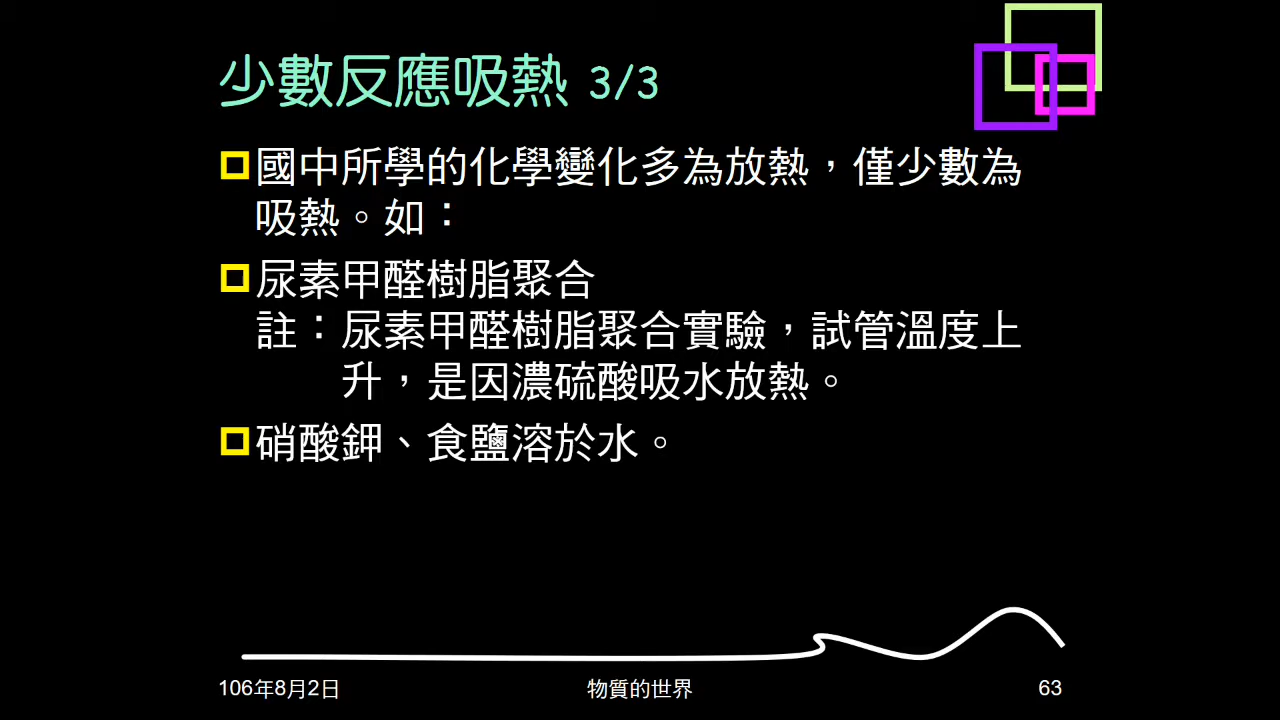 少數反應吸熱 3/3
國中所學的化學變化多為放熱，僅少數為
吸熱。如：
尿素甲醛樹脂聚合
註：尿素甲醛樹脂聚合實驗，試管溫度上
升，是因濃硫酸吸水放熱。
硝酸鉀、食鹽溶於水。
106年8月2日
物質的世界
63